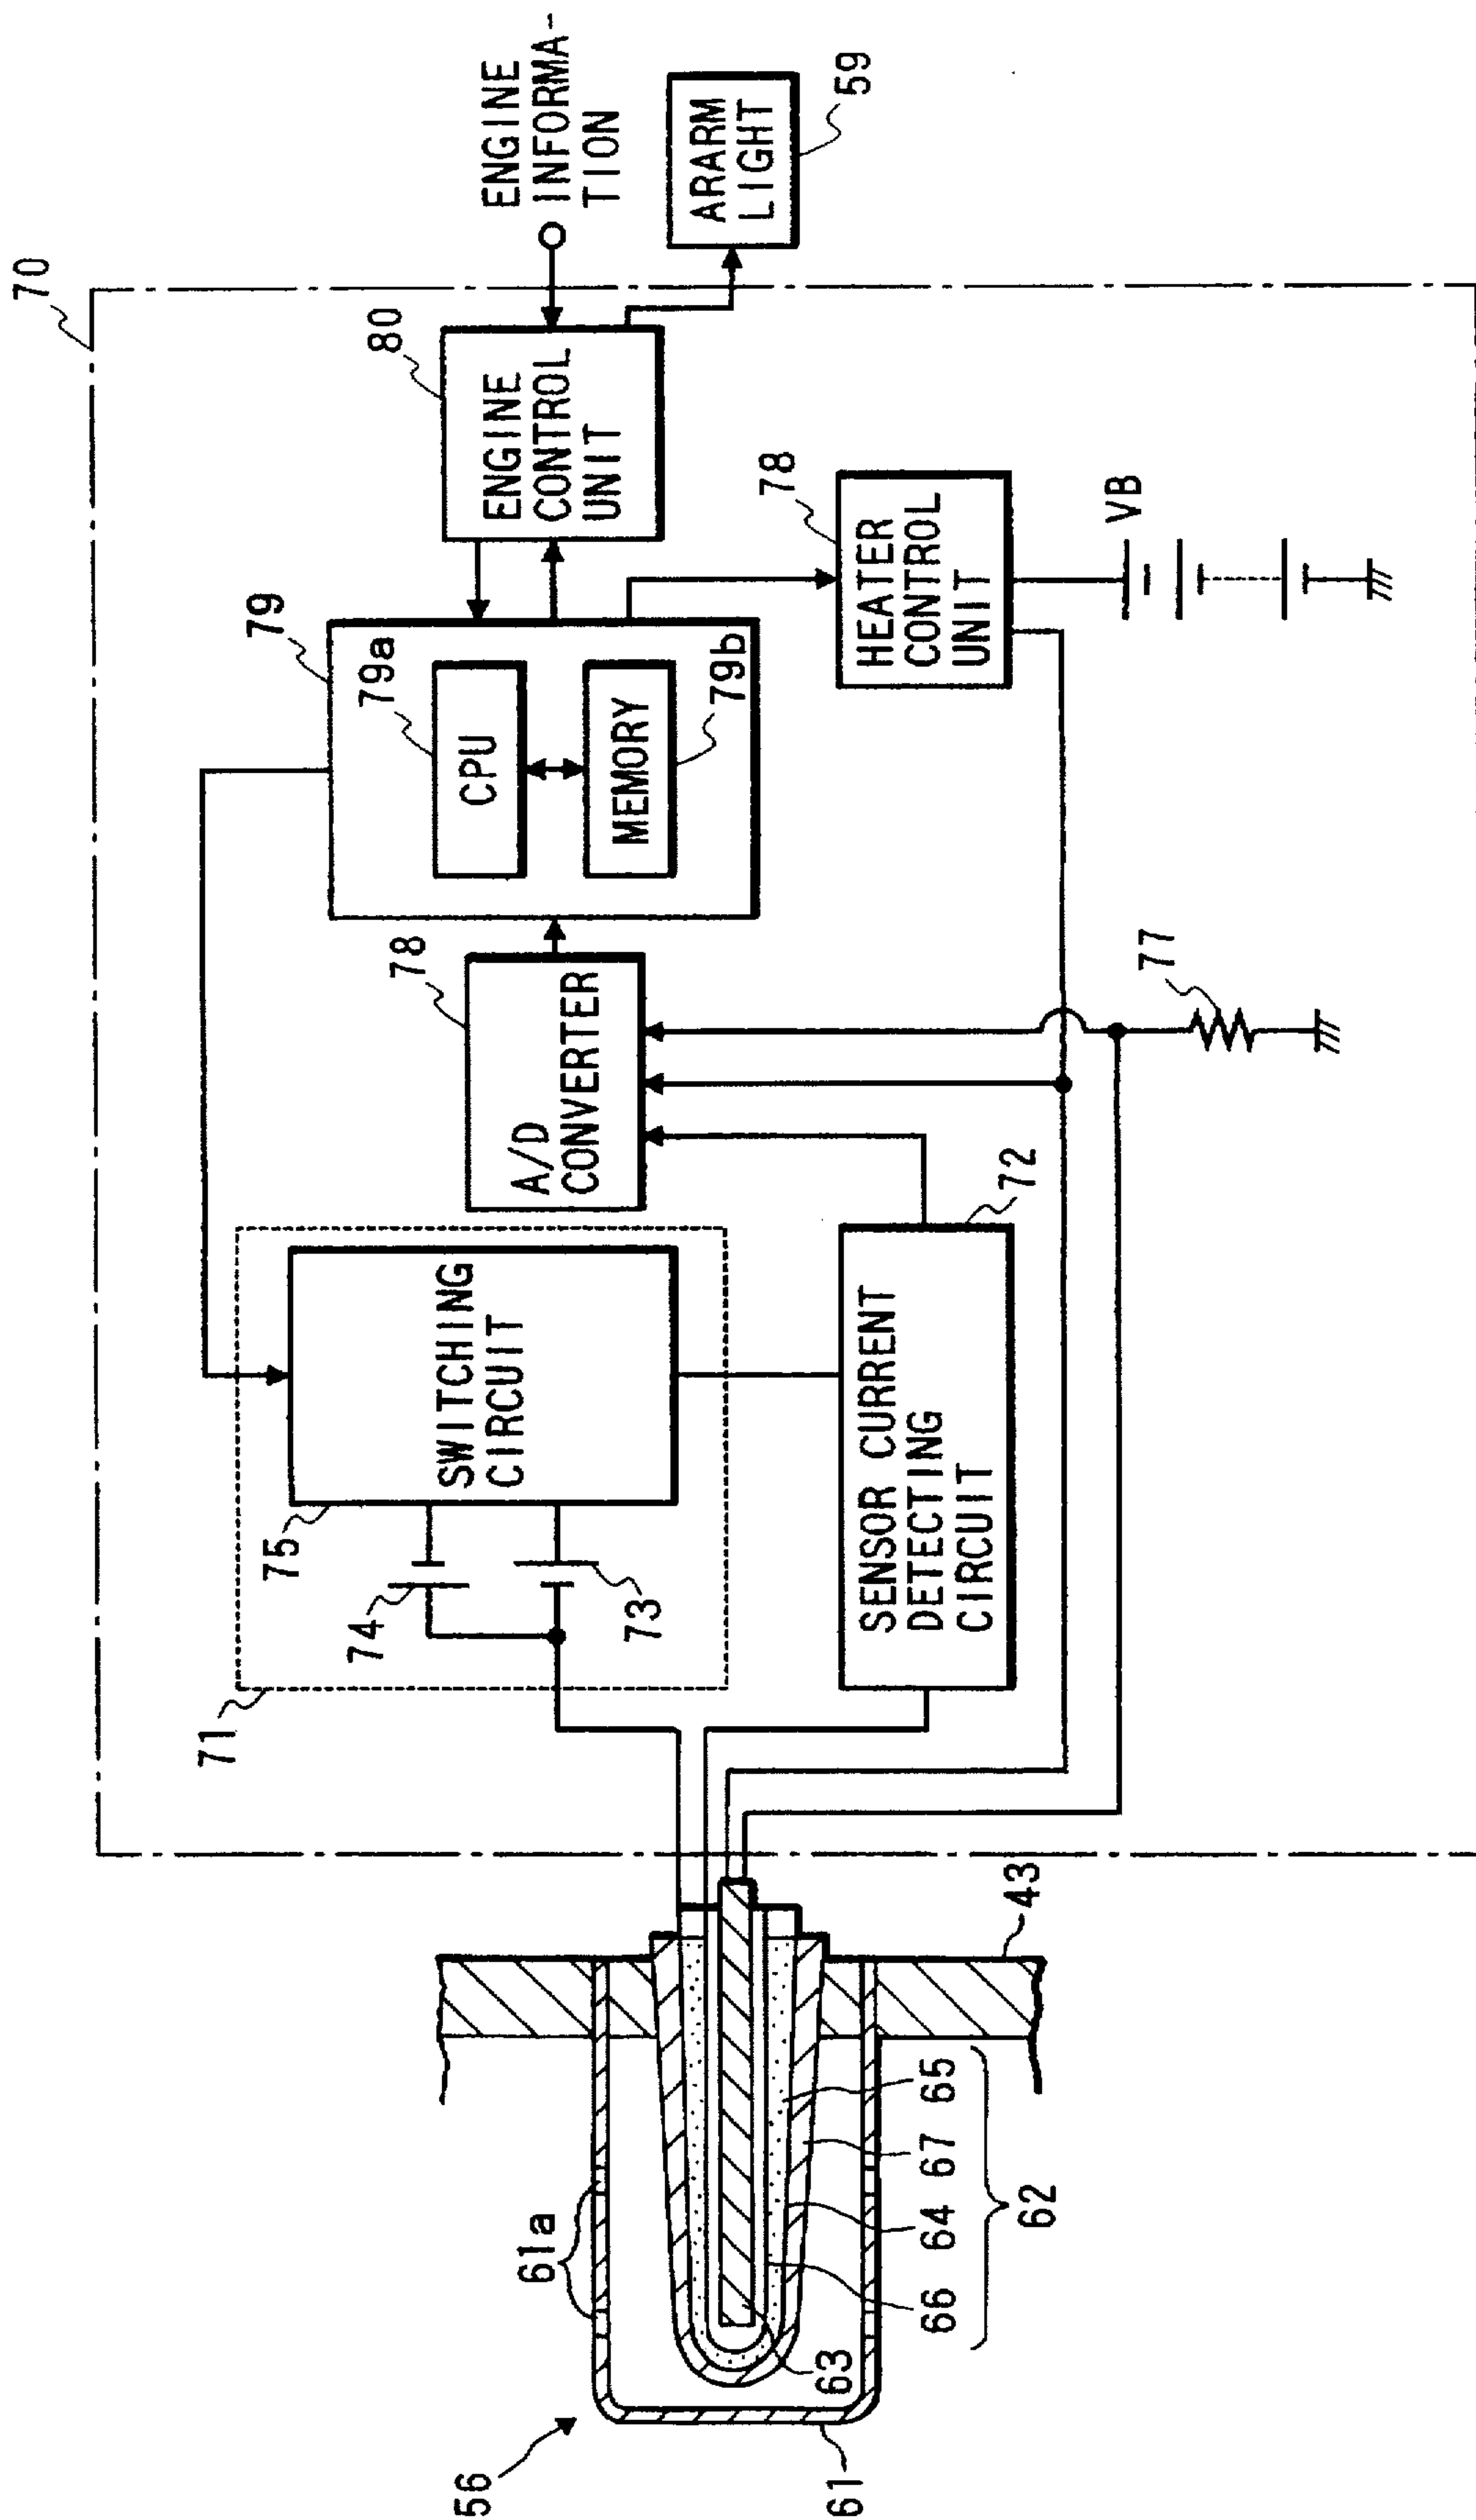 70
ENGINE
INFORMA-
TION
80
ENGINE
CONTROL
UNIT
ARARM
LIGHT
59
79
79a
CPU
MEMORY
79b
78
HEATER
CONTROL
UNIT
VB
78
A/D
CONVERTER
77
71
75
SWITCHING
CIRCUIT
74
73
72
SENSOR CURRENT
DETECTING
CIRCUIT
43
56
61
61a
63
66
64
67
65
62